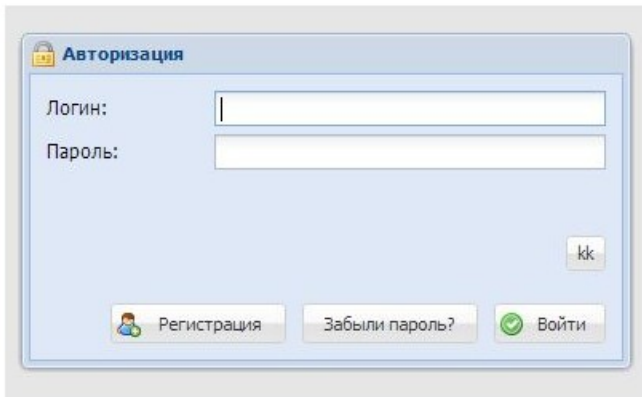 Авторизация
Логин:
Пароль:
kk
Регистрация Забыли пароль? Войти